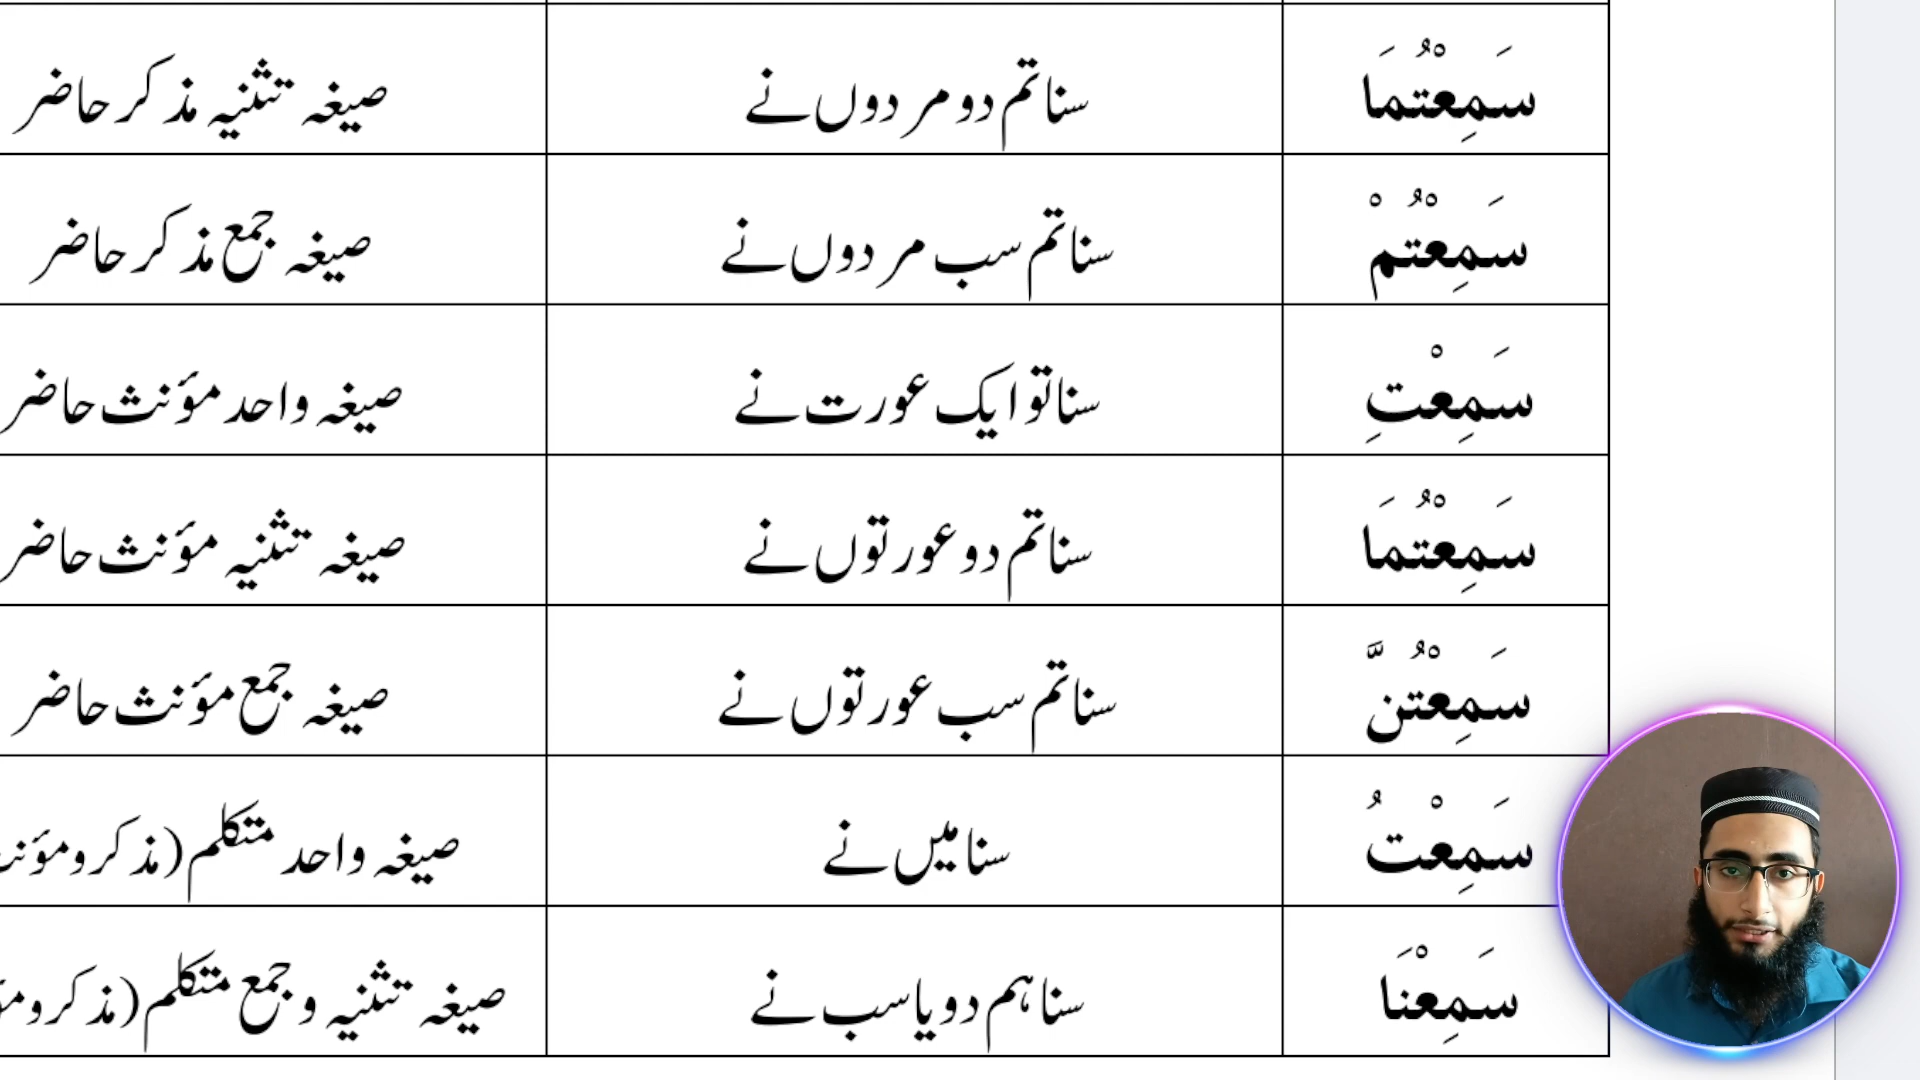 سَمِعْتُمَا سنا تم دو مردوں نے صیغہ تثنیہ مذکر حاضر
سَمِعْتُمْ سنا تم سب مردوں نے صیغہ جمع مذکر حاضر
سَمِعْتِ سنا تو ایک عورت نے صیغہ واحد مؤنث حاضر
سَمِعْتُمَا سنا تم دو عورتوں نے صیغہ تثنیہ مؤنث حاضر
سَمِعْتُنَّ سنا تم سب عورتوں نے صیغہ جمع مؤنث حاضر
سَمِعْتُ سنا میں نے صیغہ واحد متکلم (مذکر و
سَمِعْنَا سنا ہم دو یا سب نے صیغہ تثنیہ و جمع متکلم (مذکر و